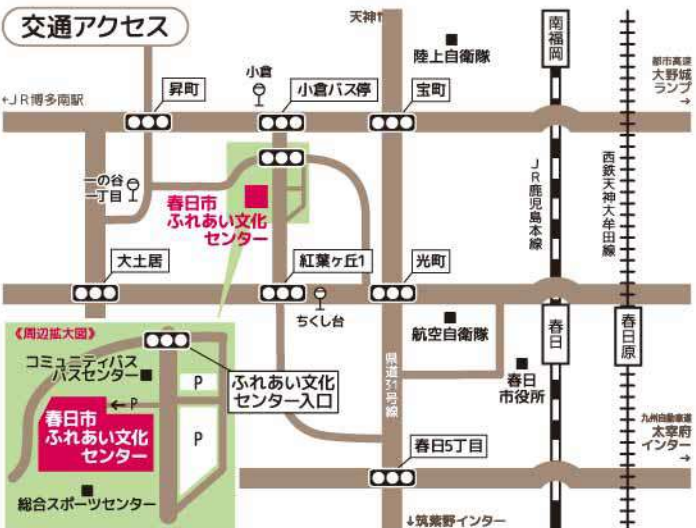 交通アクセス
天神↑
南福岡
陸上自衛隊
都市高速
大野城
ランプ
→
←JR博多南駅
昇町
小倉
小倉バス停
宝町
一の谷
一丁目
春日市
ふれあい文化
センター
JR鹿児島本線
西鉄天神大牟田線
大土居
紅葉ヶ丘1
光町
ちくし台
航空自衛隊
春日
春日原
県道31号線
春日
市役所
《周辺拡大図》
コミュニティバス
バスセンター
P
ふれあい文化
センター入口
←P
春日市
ふれあい文化
センター
P
総合スポーツセンター
春日5丁目
九州自動車道
太宰府
インター
→
↓筑紫野インター